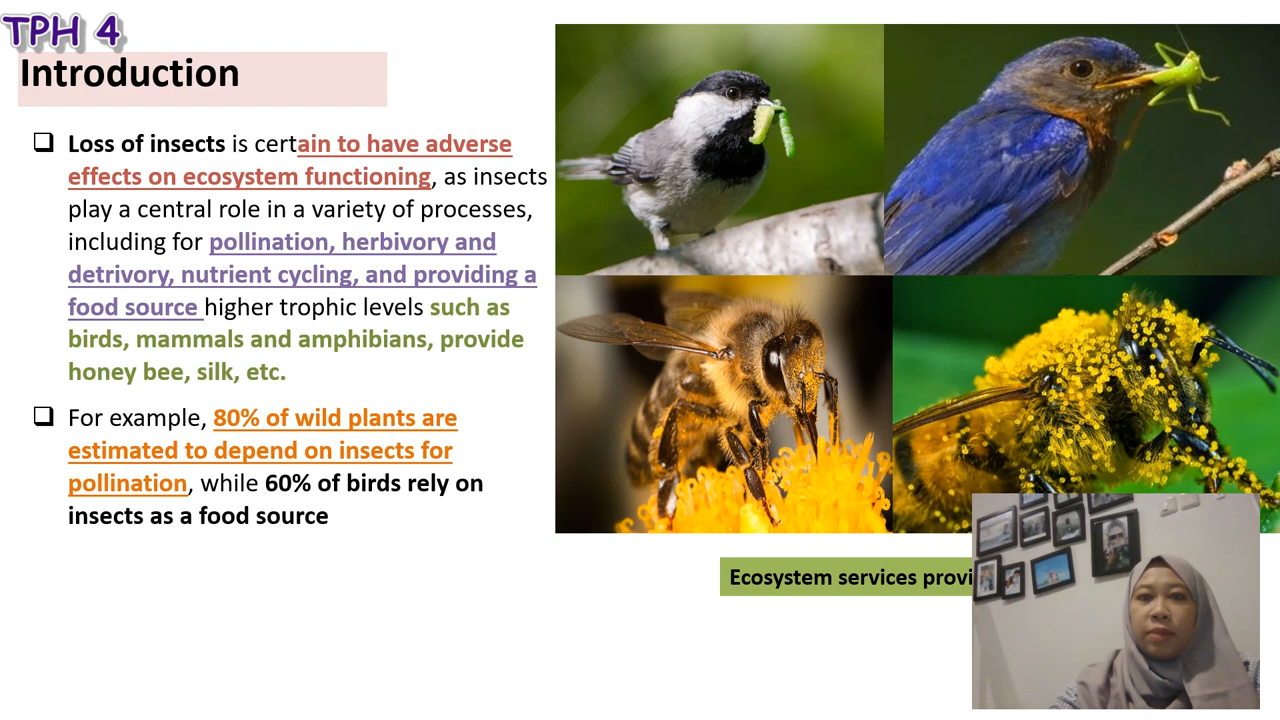 TPH 4
Introduction
Loss of insects is certain to have adverse
effects on ecosystem functioning, as insects
play a central role in a variety of processes,
including for pollination, herbivory and
detrivory, nutrient cycling, and providing a
food source higher trophic levels such as
birds, mammals and amphibians, provide
honey bee, silk, etc.
For example, 80% of wild plants are
estimated to depend on insects for
pollination, while 60% of birds rely on
insects as a food source
Ecosystem services